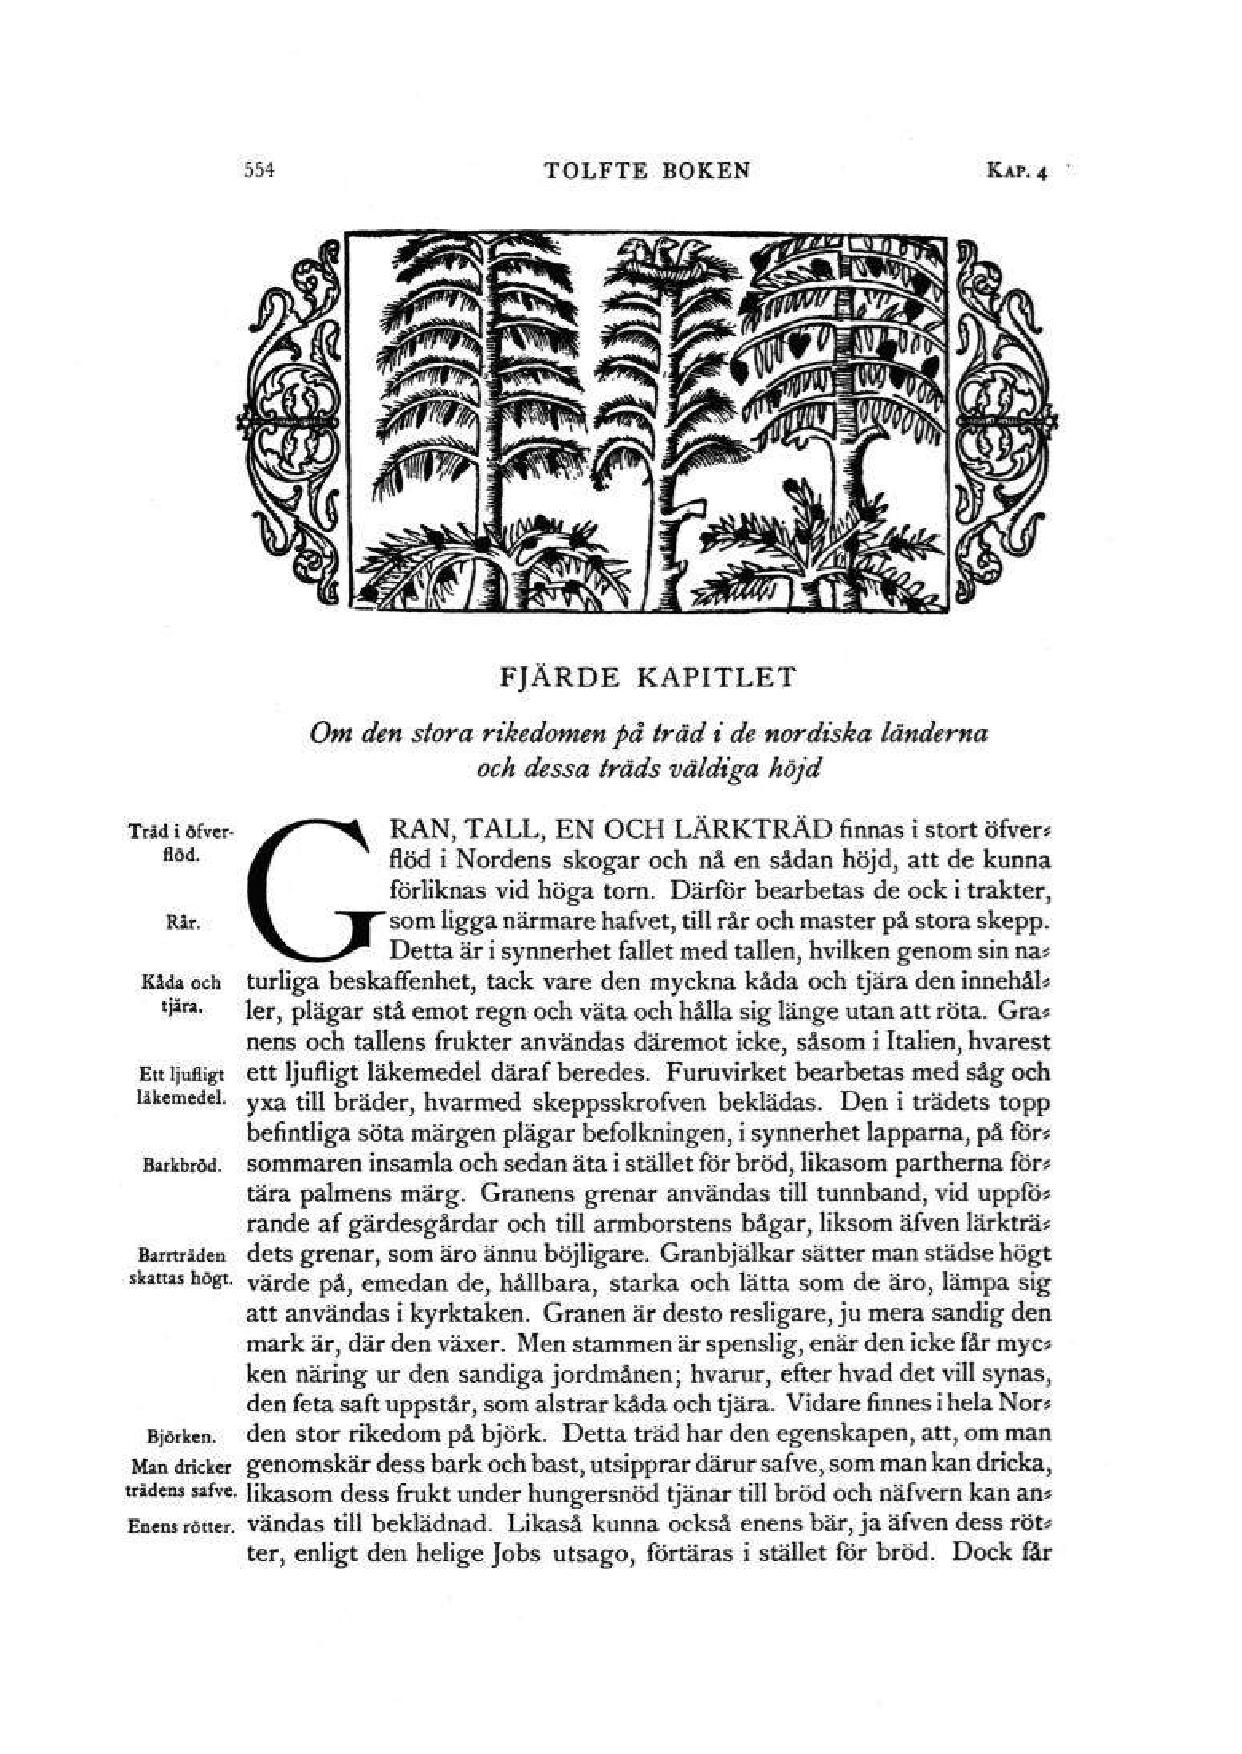 554 TOLFTE BOKEN KAP. 4
FJÄRDE KAPITLET
Om den stora rikedomen på träd i de nordiska länderna
och dessa träds väldiga höjd
Träd i öfver-
flöd.
Rår.
Kåda och
tjära.
Ett ljufligt
läkemedel.
Barkbröd.
Barrträden
skattas högt.
Björken.
Man dricker
trädens safve.
Enens rötter.
GRAN, TALL, EN OCH LÄRKTRÄD finnas i stort öfver-
flöd i Nordens skogar och nå en sådan höjd, att de kunna
förliknas vid höga torn. Därför bearbetas de ock i trakter,
som ligga närmare hafvet, till rår och master på stora skepp.
Detta är i synnerhet fallet med tallen, hvilken genom sin na-
turliga beskaffenhet, tack vare den myckna kåda och tjära den innehål-
ler, plägar stå emot regn och väta och hålla sig länge utan att röta. Gra-
nens och tallens frukter användas däremot icke, såsom i Italien, hvarest
ett ljufligt läkemedel däraf beredes. Furuvirket bearbetas med såg och
yxa till bräder, hvarmed skeppsskrofven beklädas. Den i trädets topp
befintliga söta märgen plägar befolkningen, i synnerhet lapparna, på för-
sommaren insamla och sedan äta i stället för bröd, likasom partherna för-
tära palmens märg. Granens grenar användas till tunnband, vid uppfö-
rande af gärdesgårdar och till armborstens bågar, liksom äfven lärkträ-
dets grenar, som äro ännu böjligare. Granbjälkar sätter man städse högt
värde på, emedan de, hållbara, starka och lätta som de äro, lämpa sig
att användas i kyrktaken. Granen är desto resligare, ju mera sandig den
mark är, där den växer. Men stammen är spenslig, enär den icke får myc-
ken näring ur den sandiga jordmånen; hvarur, efter hvad det vill synas,
den feta saft uppstår, som alstrar kåda och tjära. Vidare finnes i hela Nor-
den stor rikedom på björk. Detta träd har den egenskapen, att, om man
genomskär dess bark och bast, utsipprar därur safve, som man kan dricka,
likasom dess frukt under hungersnöd tjänar till bröd och näfvern kan an-
vändas till beklädnad. Likaså kunna också enens bär, ja äfven dess röt-
ter, enligt den helige Jobs utsago, förtäras i stället för bröd. Dock får